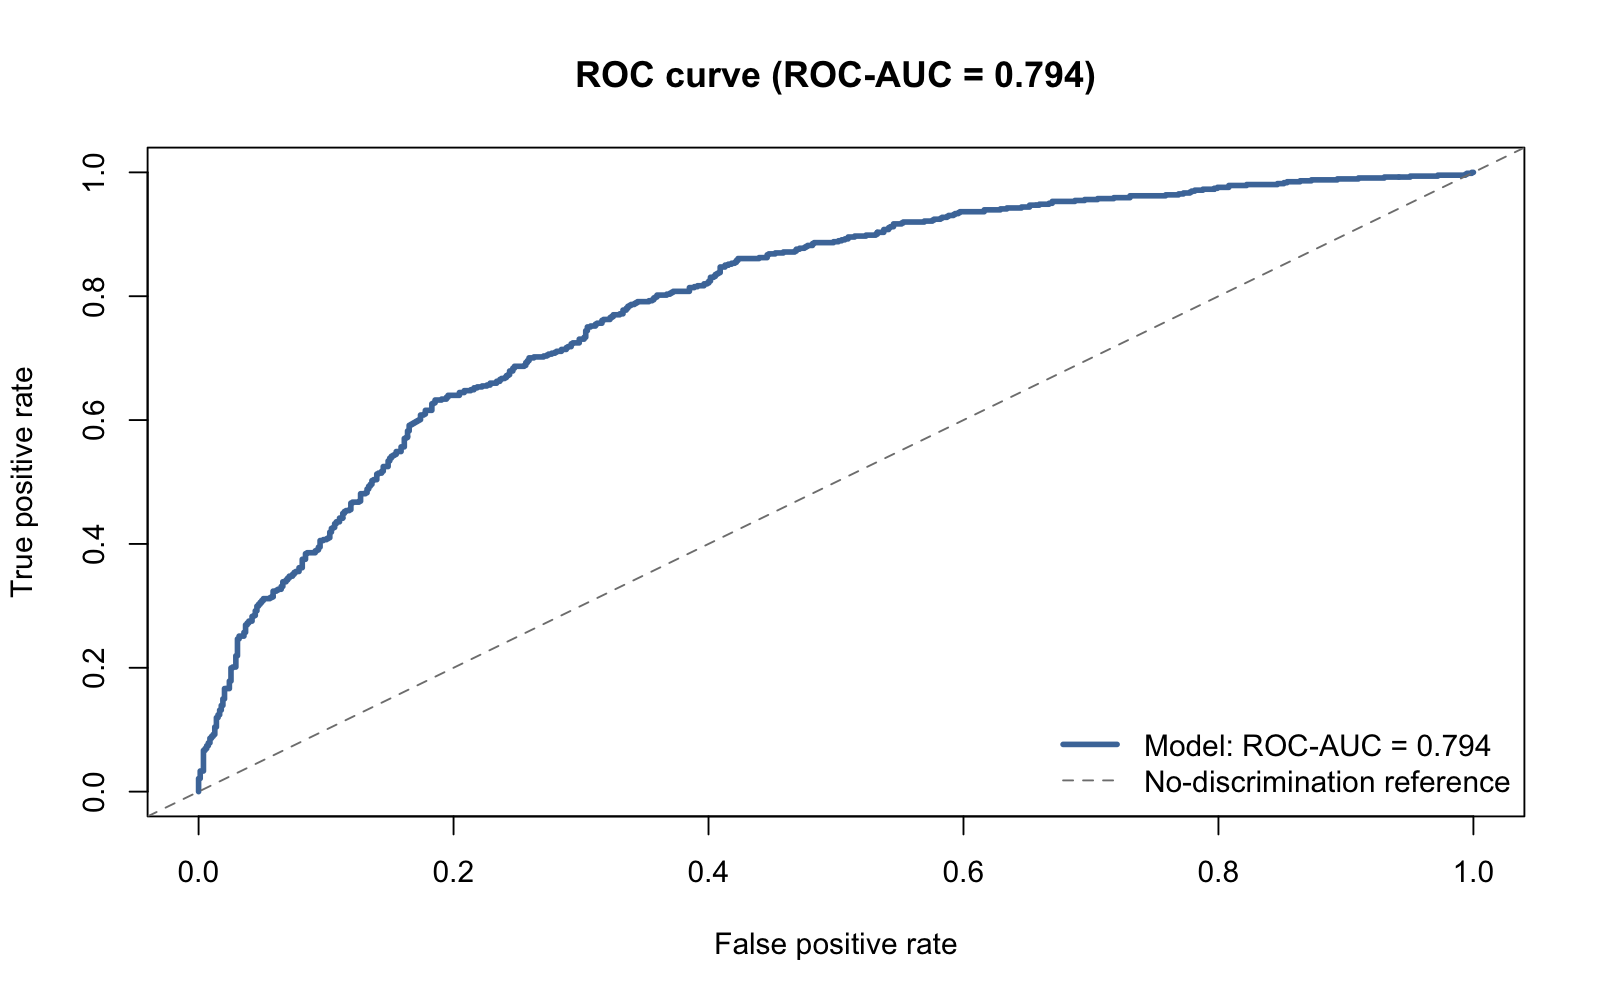 ROC curve (ROC-AUC = 0.794)
True positive rate
1.0
0.8
0.6
0.4
0.2
0.0
Model: ROC-AUC = 0.794
No-discrimination reference
0.0 0.2 0.4 0.6 0.8 1.0
False positive rate